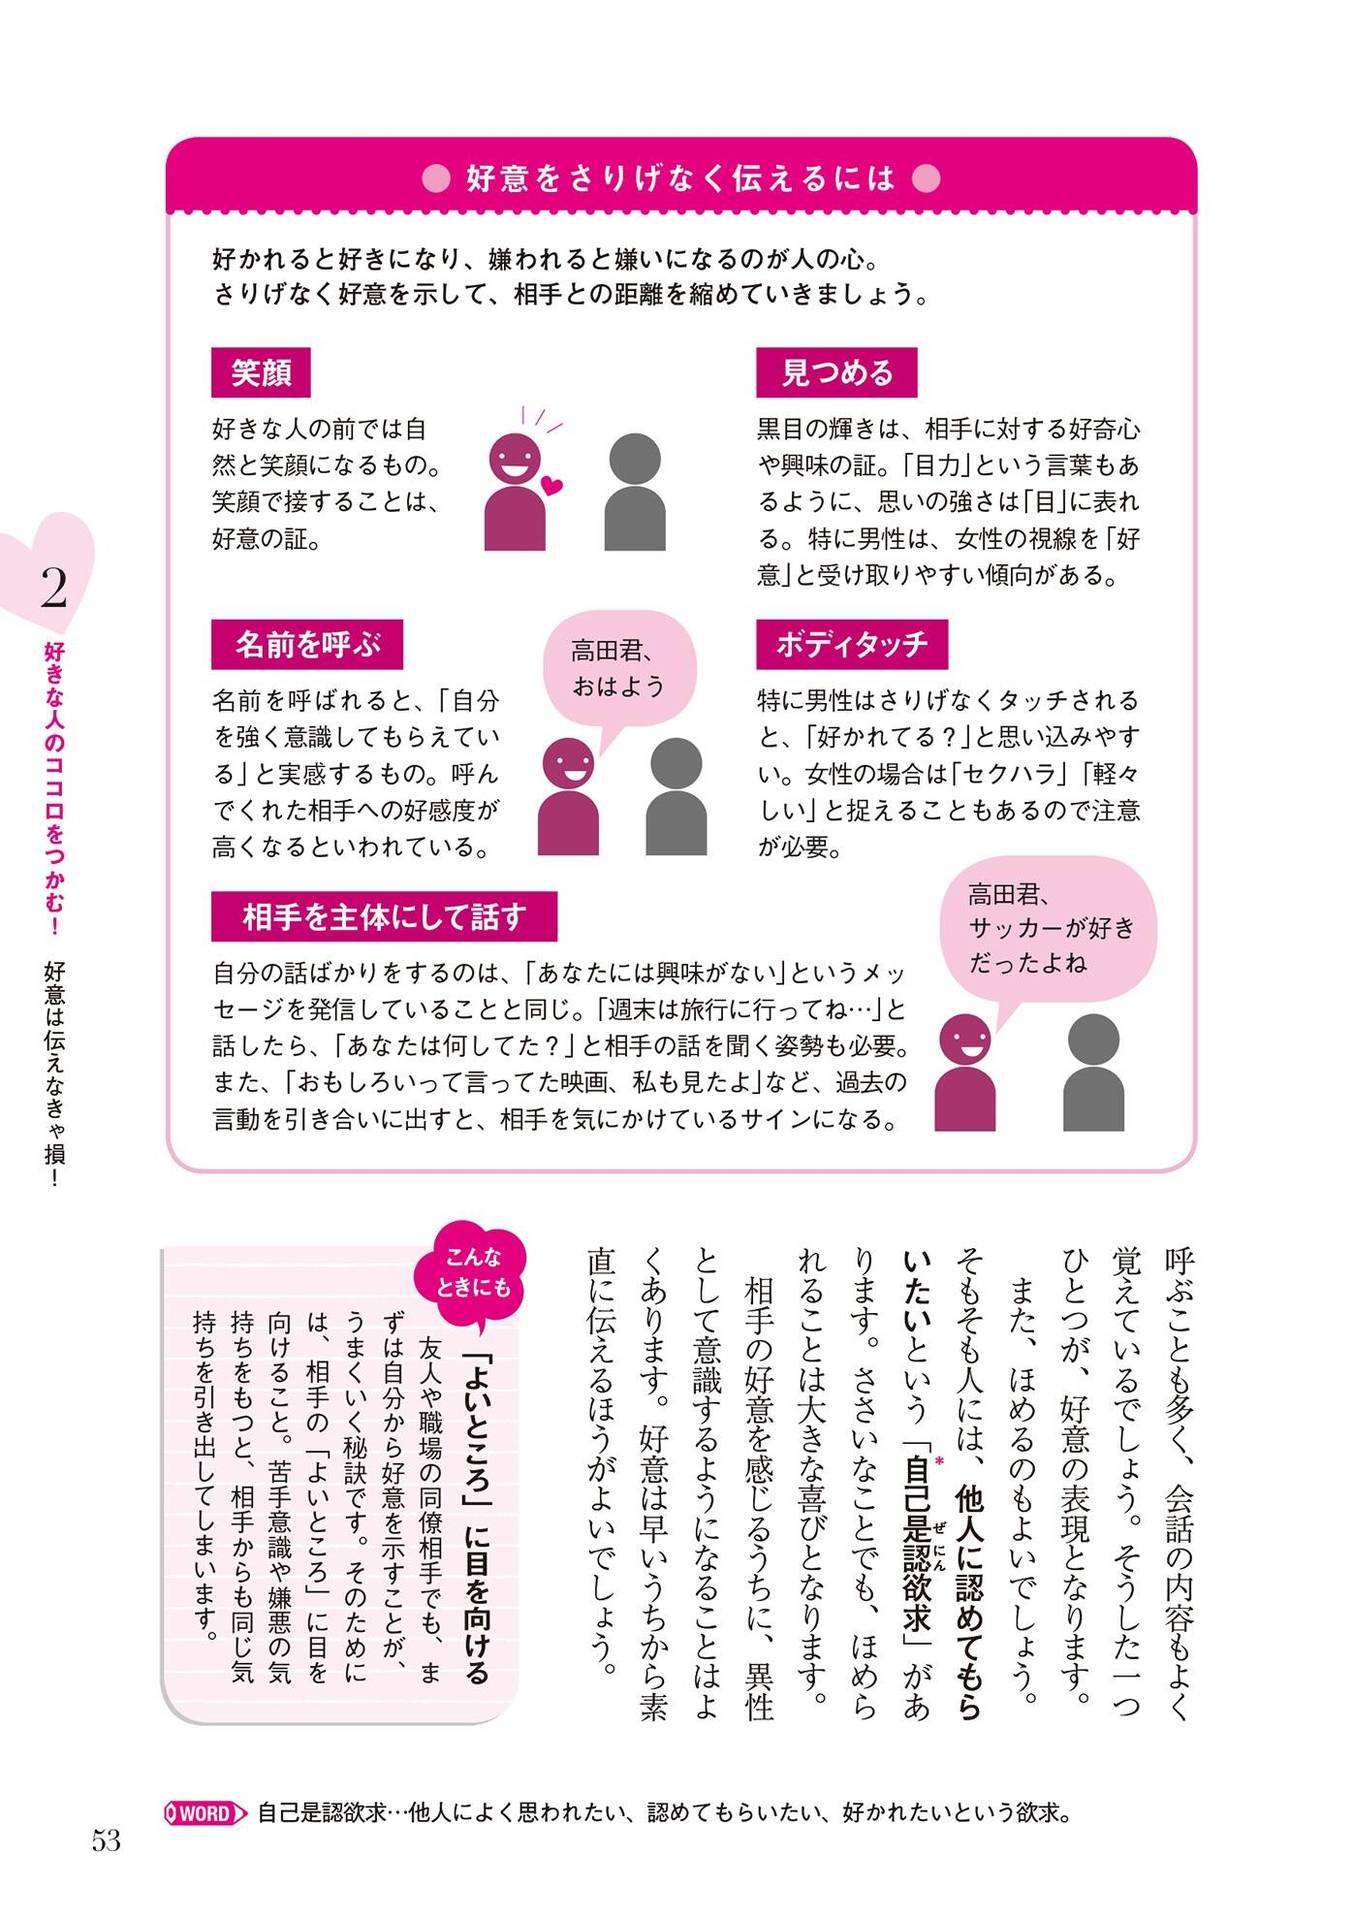 好意をさりげなく伝えるには
好かれると好きになり、嫌われると嫌いになるのが人の心。
さりげなく好意を示して、相手との距離を縮めていきましょう。
笑顔
好きな人の前では自
然と笑顔になるもの。
笑顔で接することは、
好意の証。
見つめる
黒目の輝きは、相手に対する好奇心
や興味の証。「目力」という言葉もあ
るように、思いの強さは「目」に表れ
る。特に男性は、女性の視線を「好
意」と受け取りやすい傾向がある。
名前を呼ぶ
名前を呼ばれると、「自分
を強く意識してもらえてい
る」と実感するもの。呼ん
でくれた相手への好感度が
高くなるといわれている。
高田君、
おはよう
ボディタッチ
特に男性はさりげなくタッチされる
と、「好かれてる?」と思い込みやす
い。女性の場合は「セクハラ」「軽々
しい」と捉えることもあるので注意
が必要。
相手を主体にして話す
自分の話ばかりをするのは、「あなたには興味がない」というメッ
セージを発信していることと同じ。「週末は旅行に行ってね…」と
話したら、「あなたは何してた?」と相手の話を聞く姿勢も必要。
また、「おもしろいって言ってた映画、私も見たよ」など、過去の
言動を引き合いに出すと、相手を気にかけているサインになる。
高田君、
サッカーが好き
だったよね
2
好きな人のココロをつかむ! 好意は伝えなきゃ損!
呼ぶことも多く、会話の内容もよく
覚えているでしょう。そうした一つ
ひとつが、好意の表現となります。
また、ほめるのもよいでしょう。
そもそも人には、他人に認めてもら
いたいという「自己是認欲求」があ
*
ぜにん
ります。ささいなことでも、ほめら
れることは大きな喜びとなります。
相手の好意を感じるうちに、異性
として意識するようになることはよ
くあります。好意は早いうちから素
直に伝えるほうがよいでしょう。
こんな
ときにも
「よいところ」に目を向ける
友人や職場の同僚相手でも、ま
ずは自分から好意を示すことが、
うまくいく秘訣です。そのために
は、相手の「よいところ」に目を
向けること。苦手意識や嫌悪の気
持ちをもつと、相手からも同じ気
持ちを引き出してしまいます。
WORD 自己是認欲求…他人によく思われたい、認めてもらいたい、好かれたいという欲求。
53